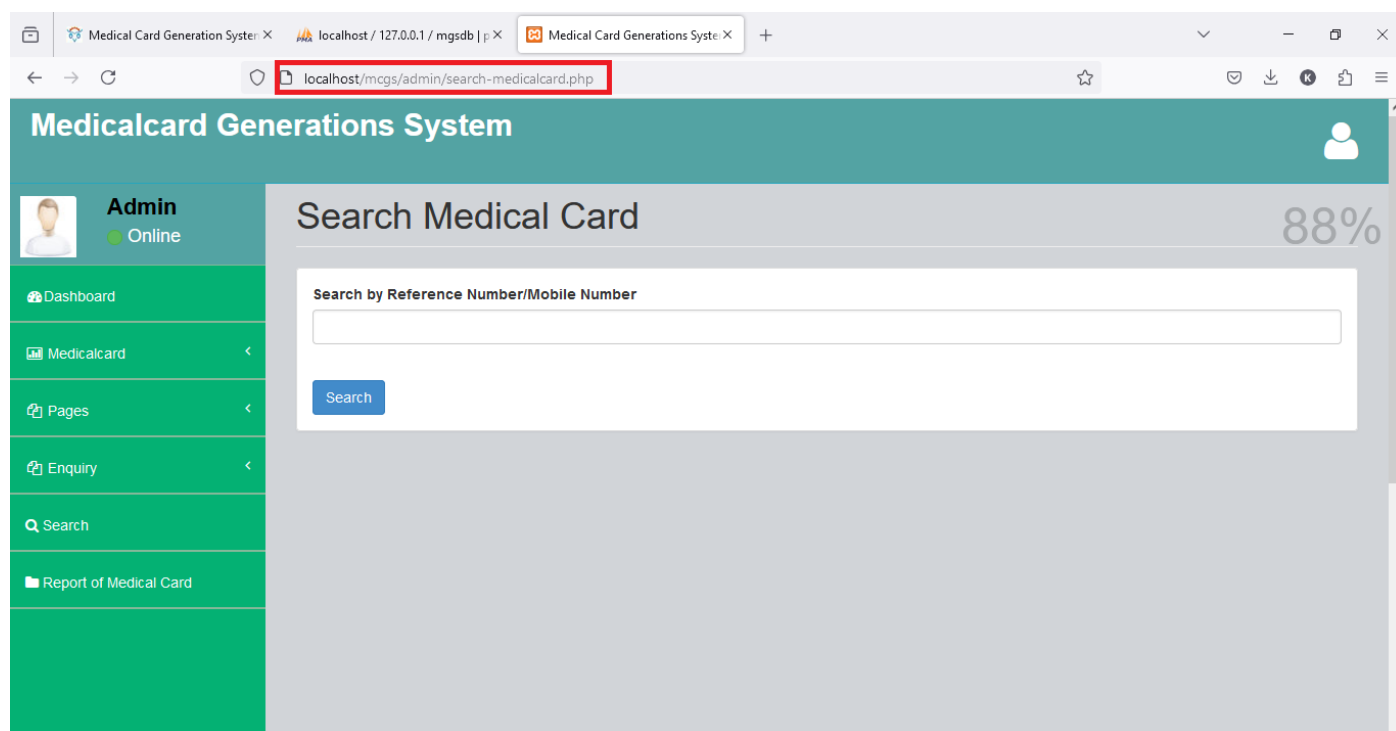 Medical Card Generation System
localhost / 127.0.0.1 / mgsdb | p
Medical Card Generations Syste
localhost/mcgs/admin/search-medicalcard.php
K
Medicalcard Generations System
Admin
Online
Search Medical Card
88%
Dashboard
Search by Reference Number/Mobile Number
Medicalcard
Search
Pages
Enquiry
Search
Report of Medical Card